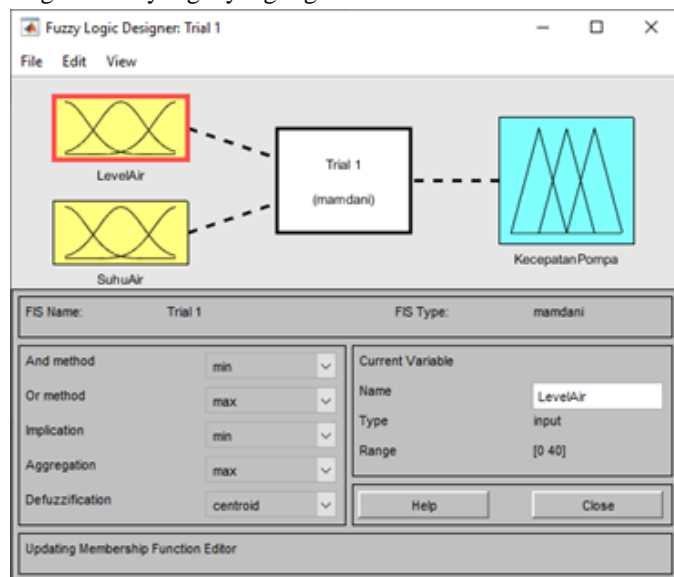 Fuzzy Logic Designer: Trial 1
File Edit View
LevelAir
Trial 1
(mamdani)
SuhuAir
KecepatanPompa
FIS Name: Trial 1 FIS Type: mamdani
And method min
Or method max
Implication min
Aggregation max
Defuzzification centroid
Current Variable
Name LevelAir
Type input
Range [0 40]
Help Close
Updating Membership Function Editor